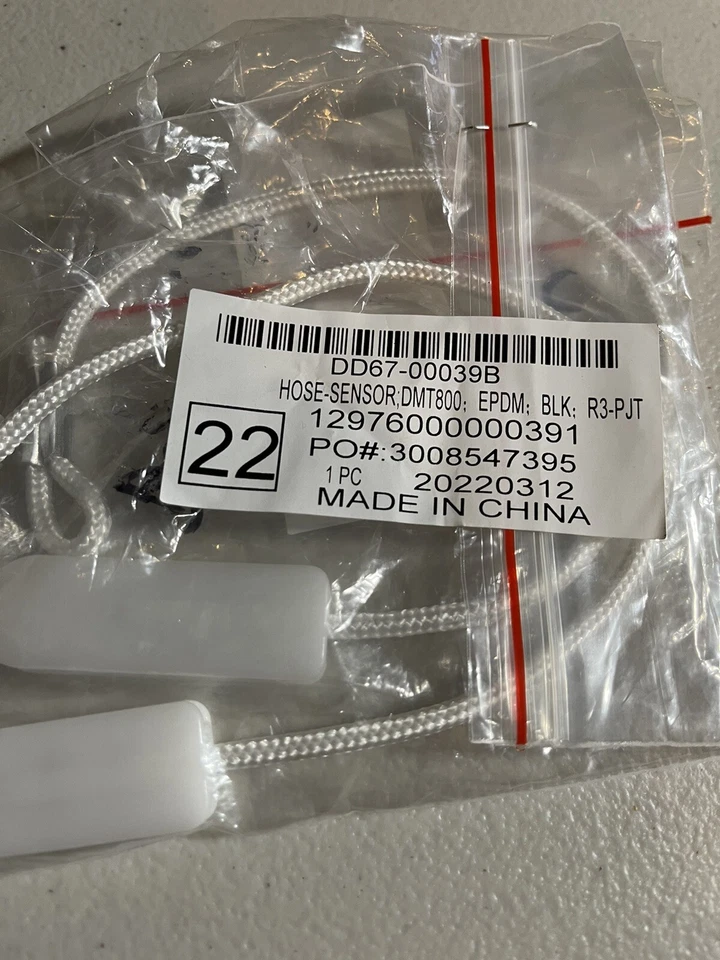 DD67-00039B
HOSE-SENSOR;DMT800; EPDM; BLK; R3-PJT
22
12976000000391
PO#:3008547395
1 PC 20220312
MADE IN CHINA